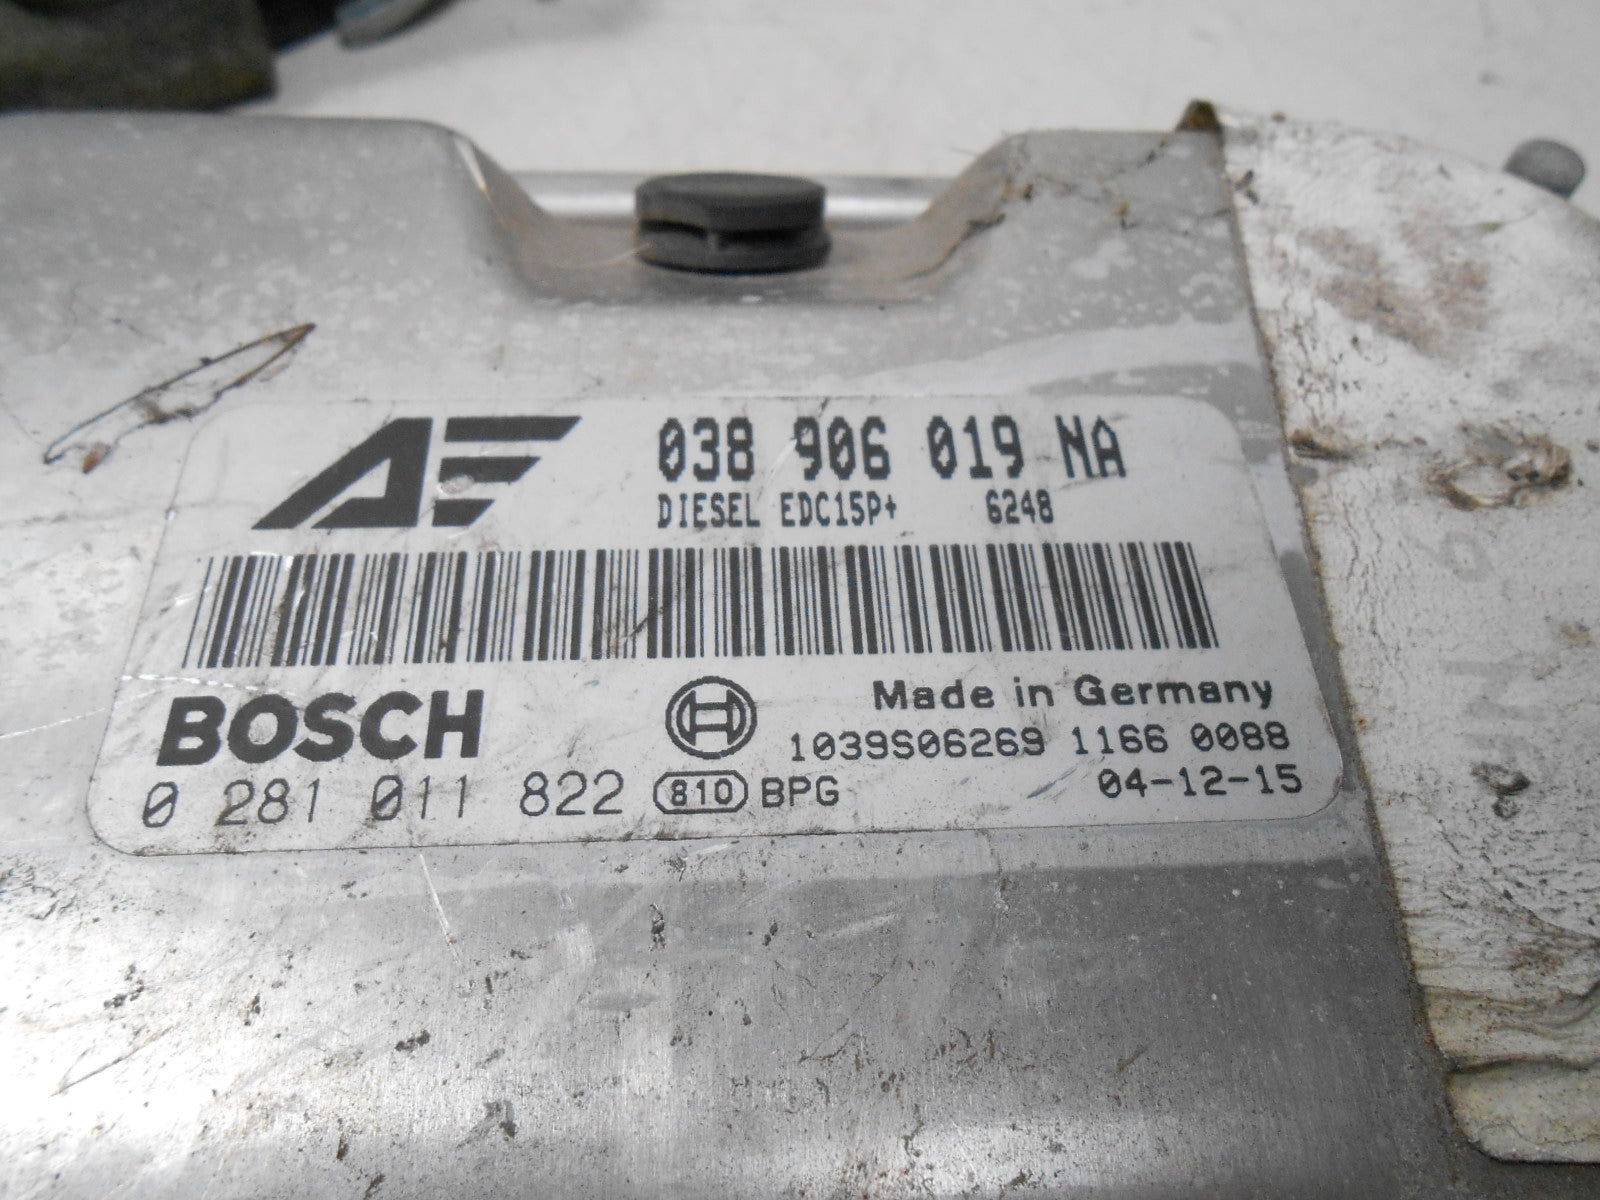 AE 038 906 019 NA
DIESEL EDC15P+ 6248
BOSCH Made in Germany
1039S06269 1166 0088
0 281 011 822 810 BPG 04-12-15